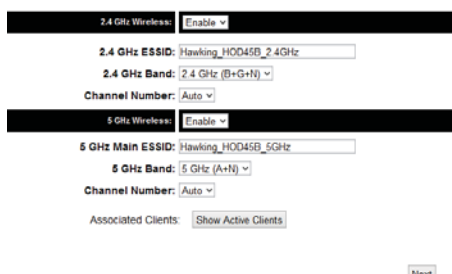 2.4 GHz Wireless: Enable
2.4 GHz ESSID: Hawking_HOD45B_2.4GHz
2.4 GHz Band: 2.4 GHz (B+G+N)
Channel Number: Auto
5 GHz Wireless: Enable
5 GHz Main ESSID: Hawking_HOD45B_5GHz
5 GHz Band: 5 GHz (A+N)
Channel Number: Auto
Associated Clients: Show Active Clients
Next